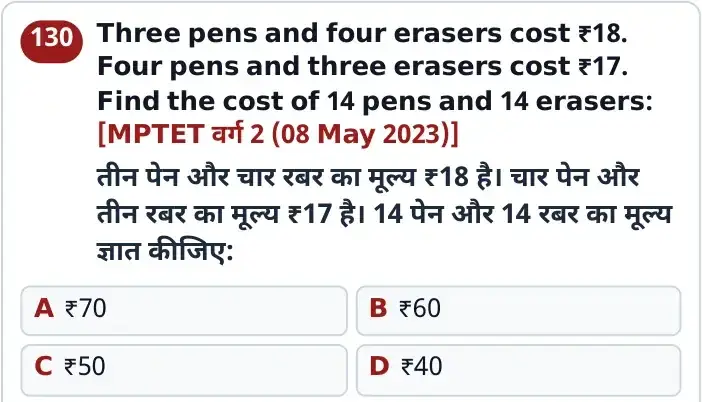 130 Three pens and four erasers cost ₹18.
Four pens and three erasers cost ₹17.
Find the cost of 14 pens and 14 erasers:
[MPTET वर्ग 2 (08 May 2023)]
तीन पेन और चार रबर का मूल्य ₹18 है। चार पेन और
तीन रबर का मूल्य ₹17 है। 14 पेन और 14 रबर का मूल्य
ज्ञात कीजिए:
A ₹70
B ₹60
C ₹50
D ₹40